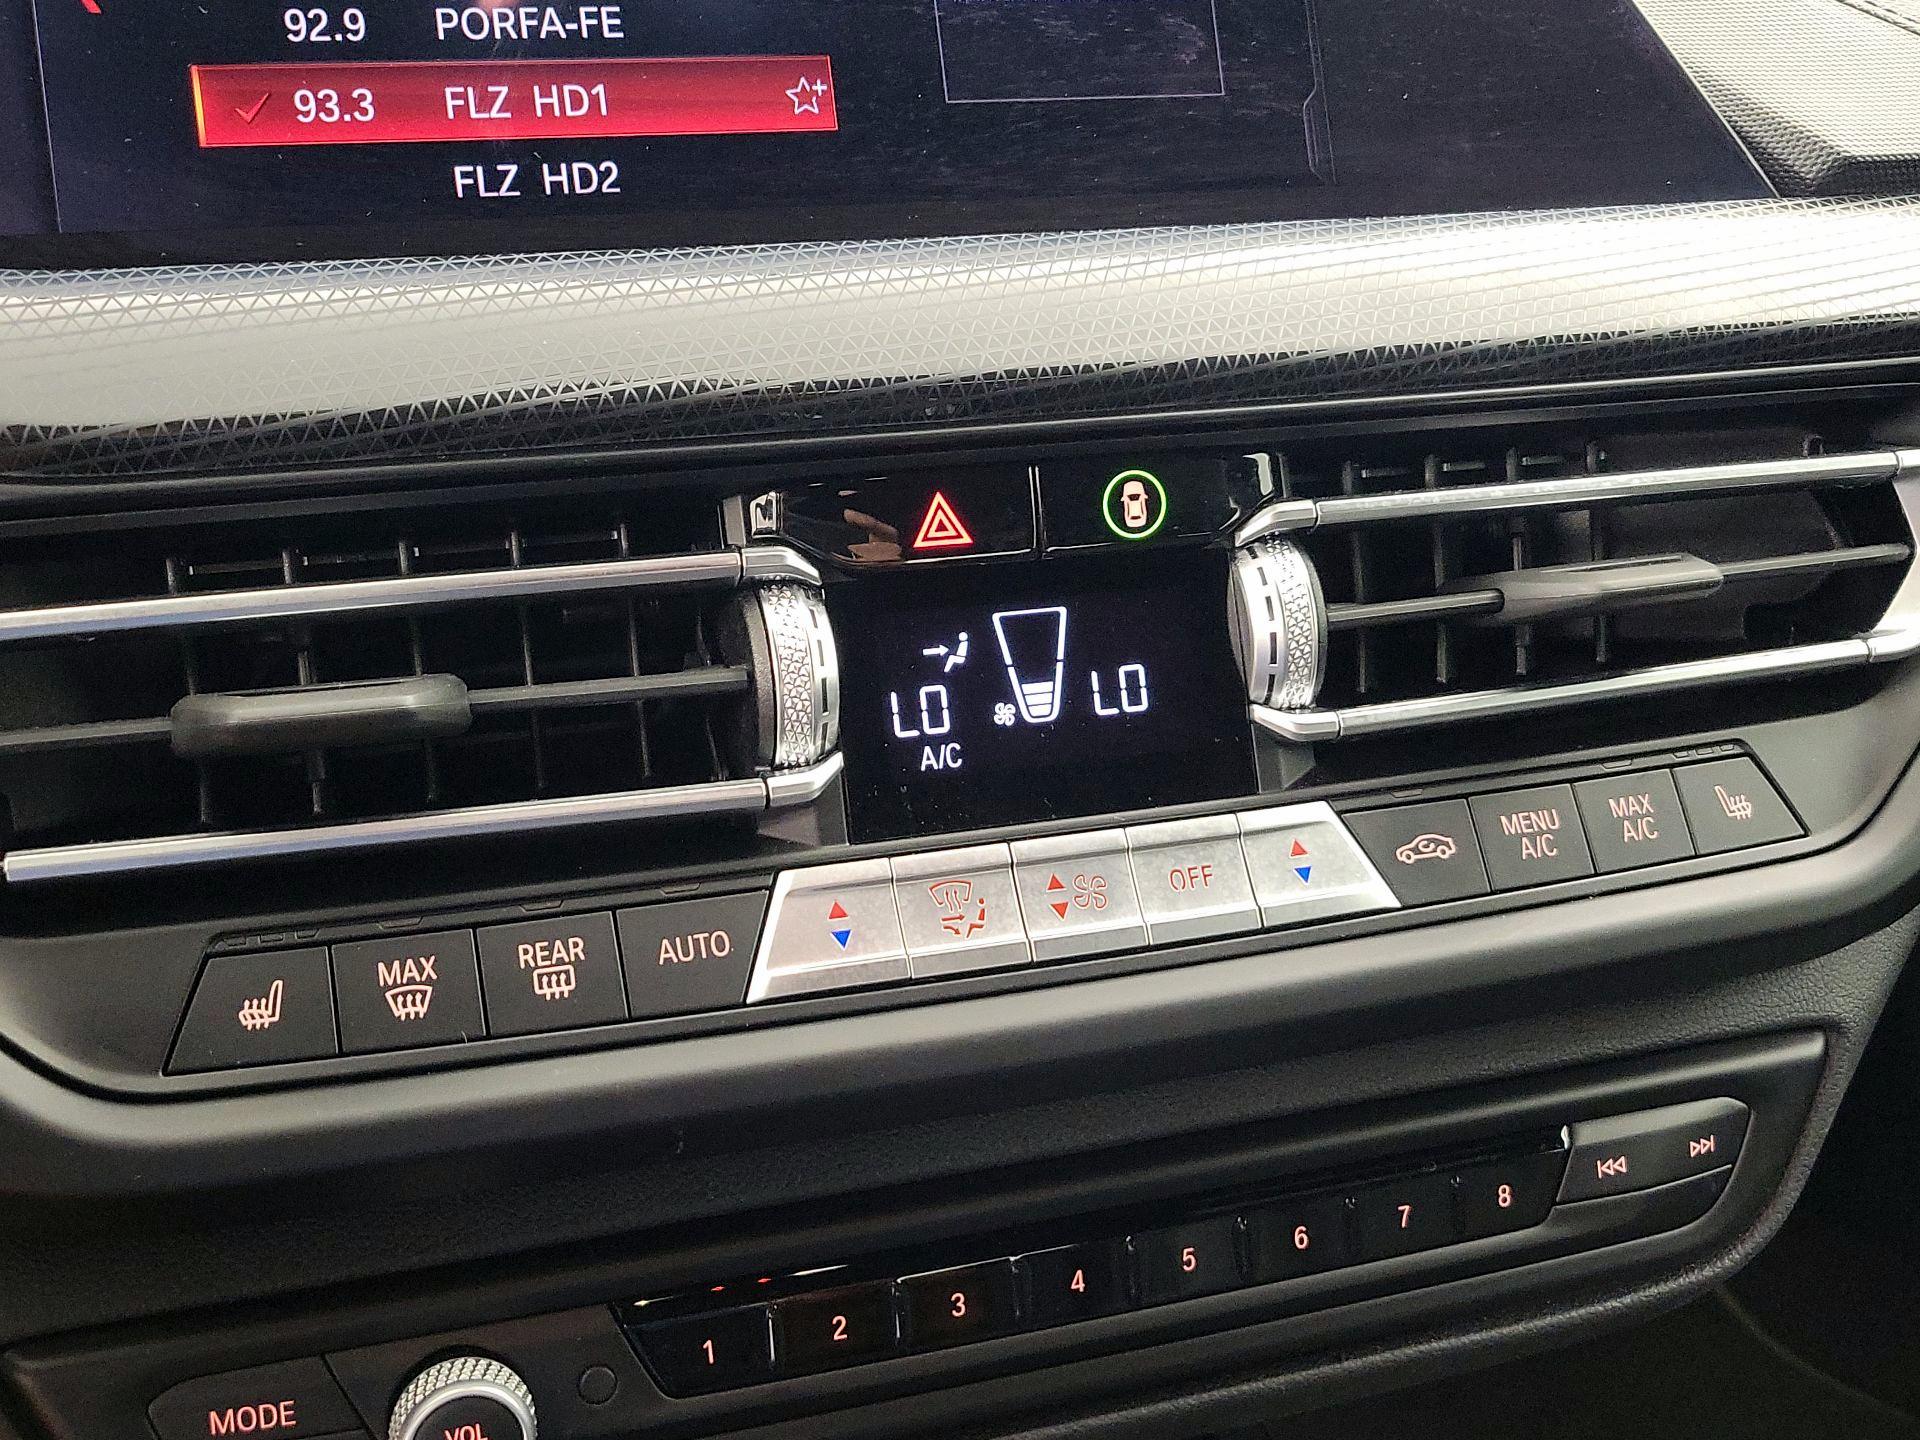 92.9 PORFA-FE
93.3 FLZ HD1
FLZ HD2
LO LO
A/C
MAX
REAR
AUTO
OFF
MENU
A/C
MAX
A/C
1 2 3 4 5 6 7 8
MODE
VOL